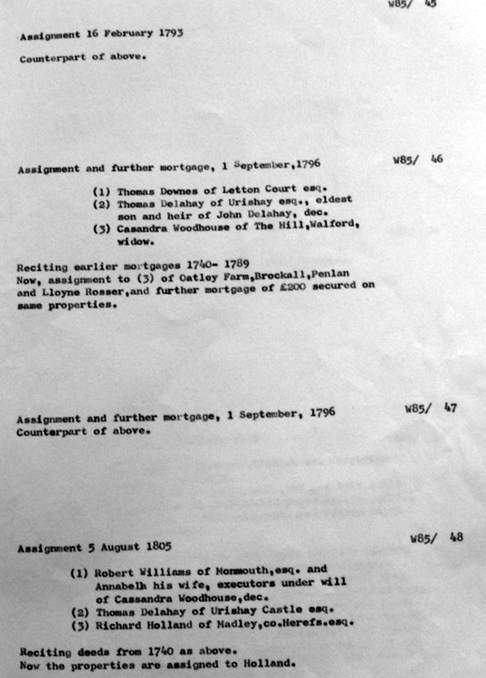 W85/ 45
Assignment 16 February 1793
Counterpart of above.
Assignment and further mortgage, 1 September,1796 W85/ 46
(1) Thomas Downes of Letton Court esq.
(2) Thomas Delahay of Urishay esq., eldest
son and heir of John Delahay, dec.
(3) Casandra Woodhouse of The Hill,Walford,
widow.
Reciting earlier mortgages 1740- 1789
Now, assignment to (3) of Oatley Farm,Brockall,Penlan
and Lloyne Rosser,and further mortgage of £200 secured on
same properties.
Assignment and further mortgage, 1 September, 1796 W85/ 47
Counterpart of above.
Assignment 5 August 1805 W85/ 48
(1) Robert Williams of Monmouth,esq. and
Annabelh his wife, executors under will
of Cassandra Woodhouse,dec.
(2) Thomas Delahay of Urishay Castle esq.
(3) Richard Holland of Madley,co.Herefs.esq.
Reciting deeds from 1740 as above.
Now the properties are assigned to Holland.